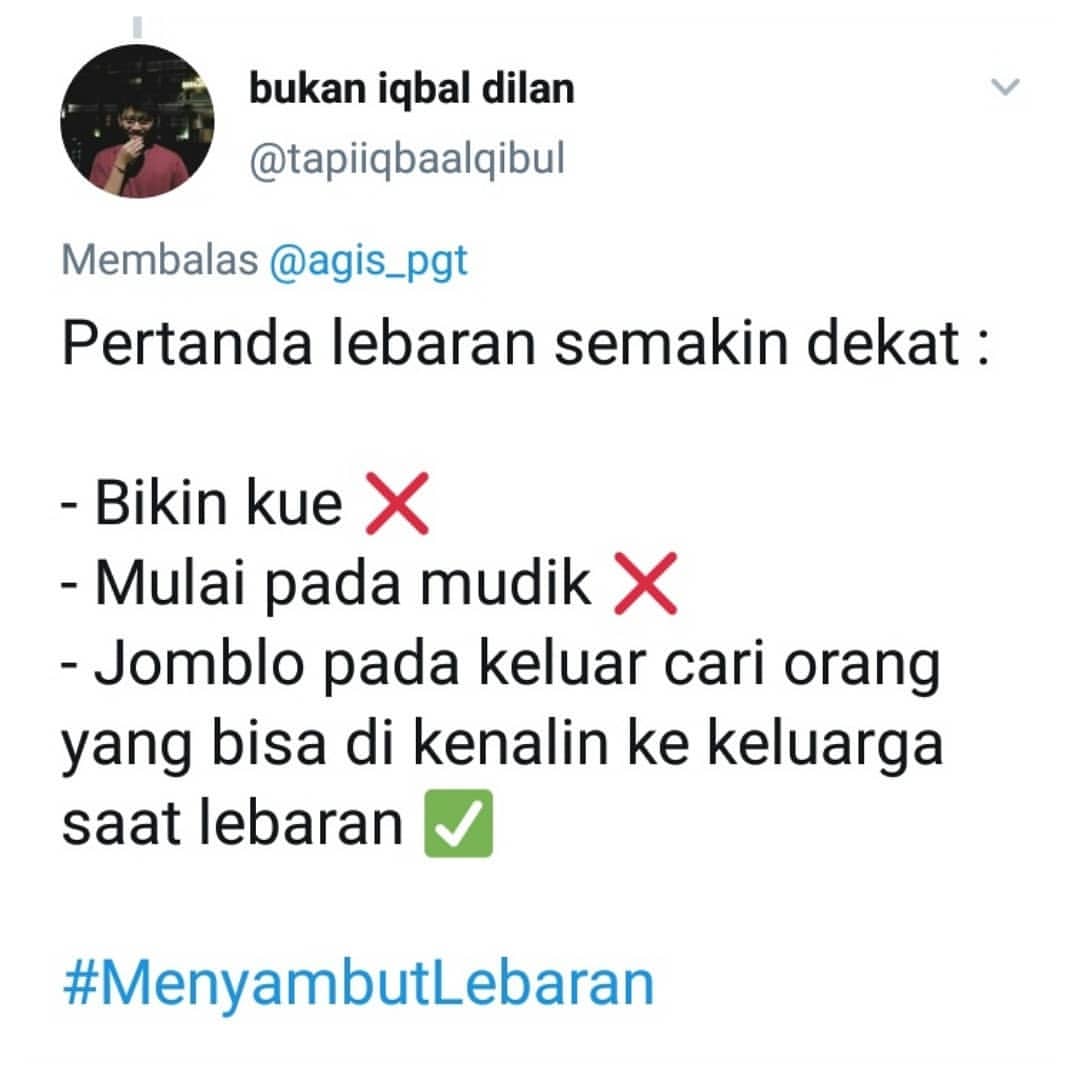 bukan iqbal dilan
@tapiiqbaalqibul
Membalas @agis_pgt
Pertanda lebaran semakin dekat :
- Bikin kue ❌
- Mulai pada mudik ❌
- Jomblo pada keluar cari orang
yang bisa di kenalin ke keluarga
saat lebaran ✅
#MenyambutLebaran